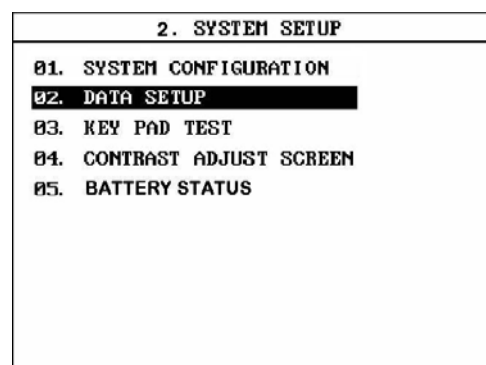 2. SYSTEM SETUP
01. SYSTEM CONFIGURATION
02. DATA SETUP
03. KEY PAD TEST
04. CONTRAST ADJUST SCREEN
05. BATTERY STATUS